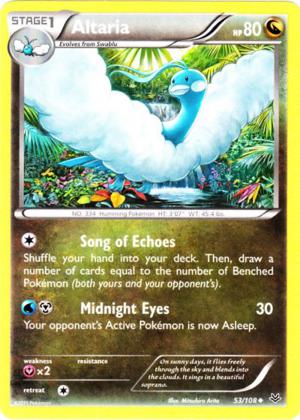 STAGE 1
Altaria
HP 80
Evolves from Swablu
NO. 334 Humming Pokémon HT: 3'07" WT: 45.4 lbs.
Song of Echoes
Shuffle your hand into your deck. Then, draw a
number of cards equal to the number of Benched
Pokémon (both yours and your opponent's).
Midnight Eyes 30
Your opponent's Active Pokémon is now Asleep.
weakness resistance
×2
On sunny days, it flies freely
through the sky and blends into
the clouds. It sings in a beautiful
soprano.
retreat
©2015 Pokémon
Illus. Mitsuhiro Arita
53/108